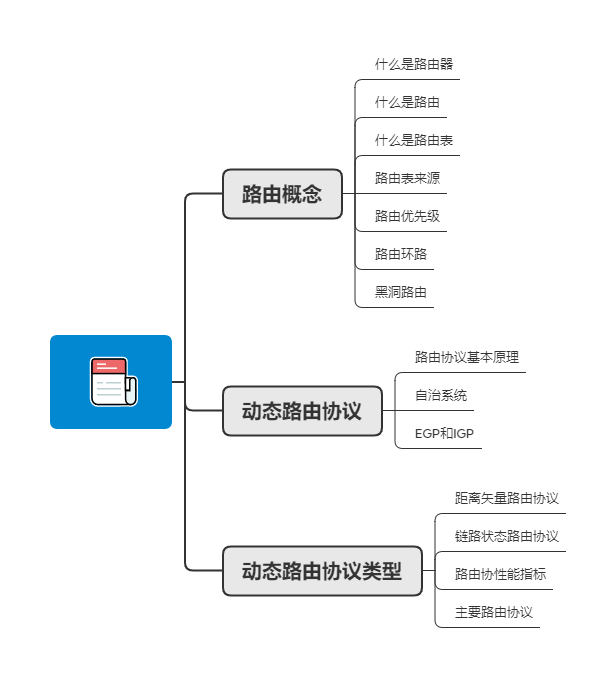 路由概念
什么是路由器
什么是路由
什么是路由表
路由表来源
路由优先级
路由环路
黑洞路由
动态路由协议
路由协议基本原理
自治系统
EGP和IGP
动态路由协议类型
距离矢量路由协议
链路状态路由协议
路由协性能指标
主要路由协议